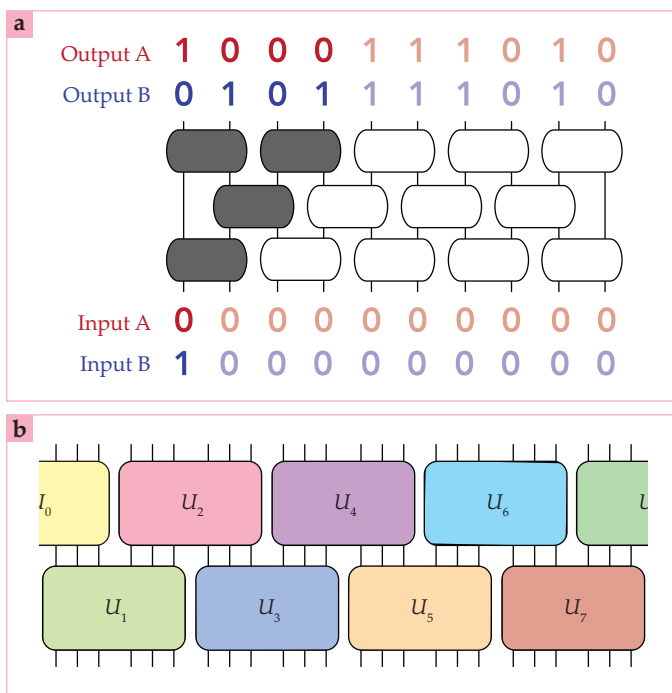 a
Output A 1 0 0 0 1 1 1 0 1 0
Output B 0 1 0 1 1 1 1 0 1 0
Input A 0 0 0 0 0 0 0 0 0 0
Input B 1 0 0 0 0 0 0 0 0 0
b
U₀ U₂ U₄ U₆ U
U₁ U₃ U₅ U₇